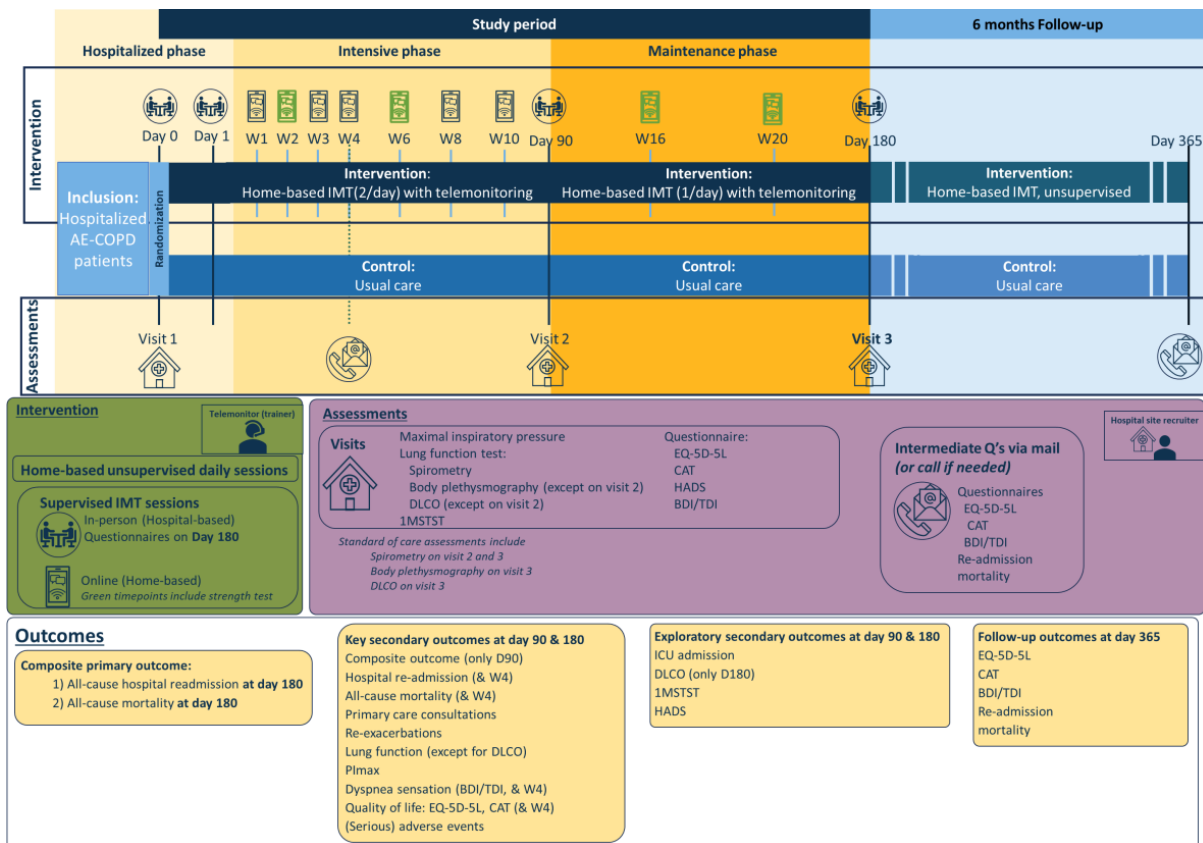 Study period
6 months Follow-up
Hospitalized phase
Intensive phase
Maintenance phase
Intervention
Day 0
Day 1
W1
W2
W3
W4
W6
W8
W10
Day 90
W16
W20
Day 180
Day 365
Inclusion:
Hospitalized
AE-COPD
patients
Randomization
Intervention:
Home-based IMT(2/day) with telemonitoring
Intervention:
Home-based IMT (1/day) with telemonitoring
Intervention:
Home-based IMT, unsupervised
Control:
Usual care
Control:
Usual care
Control:
Usual care
Assessments
Visit 1
Visit 2
Visit 3
Intervention
Telemonitor (trainer)
Home-based unsupervised daily sessions
Supervised IMT sessions
In-person (Hospital-based)
Questionnaires on Day 180
Online (Home-based)
Green timepoints include strength test
Assessments
Visits
Maximal inspiratory pressure
Lung function test:
Spirometry
Body plethysmography (except on visit 2)
DLCO (except on visit 2)
1MSTST
Questionnaire:
EQ-5D-5L
CAT
HADS
BDI/TDI
Standard of care assessments include
Spirometry on visit 2 and 3
Body plethysmography on visit 3
DLCO on visit 3
Hospital site recruiter
Intermediate Q's via mail
(or call if needed)
Questionnaires
EQ-5D-5L
CAT
BDI/TDI
Re-admission
mortality
Outcomes
Composite primary outcome:
1) All-cause hospital readmission at day 180
2) All-cause mortality at day 180
Key secondary outcomes at day 90 & 180
Composite outcome (only D90)
Hospital re-admission (& W4)
All-cause mortality (& W4)
Primary care consultations
Re-exacerbations
Lung function (except for DLCO)
PImax
Dyspnea sensation (BDI/TDI, & W4)
Quality of life: EQ-5D-5L, CAT (& W4)
(Serious) adverse events
Exploratory secondary outcomes at day 90 & 180
ICU admission
DLCO (only D180)
1MSTST
HADS
Follow-up outcomes at day 365
EQ-5D-5L
CAT
BDI/TDI
Re-admission
mortality